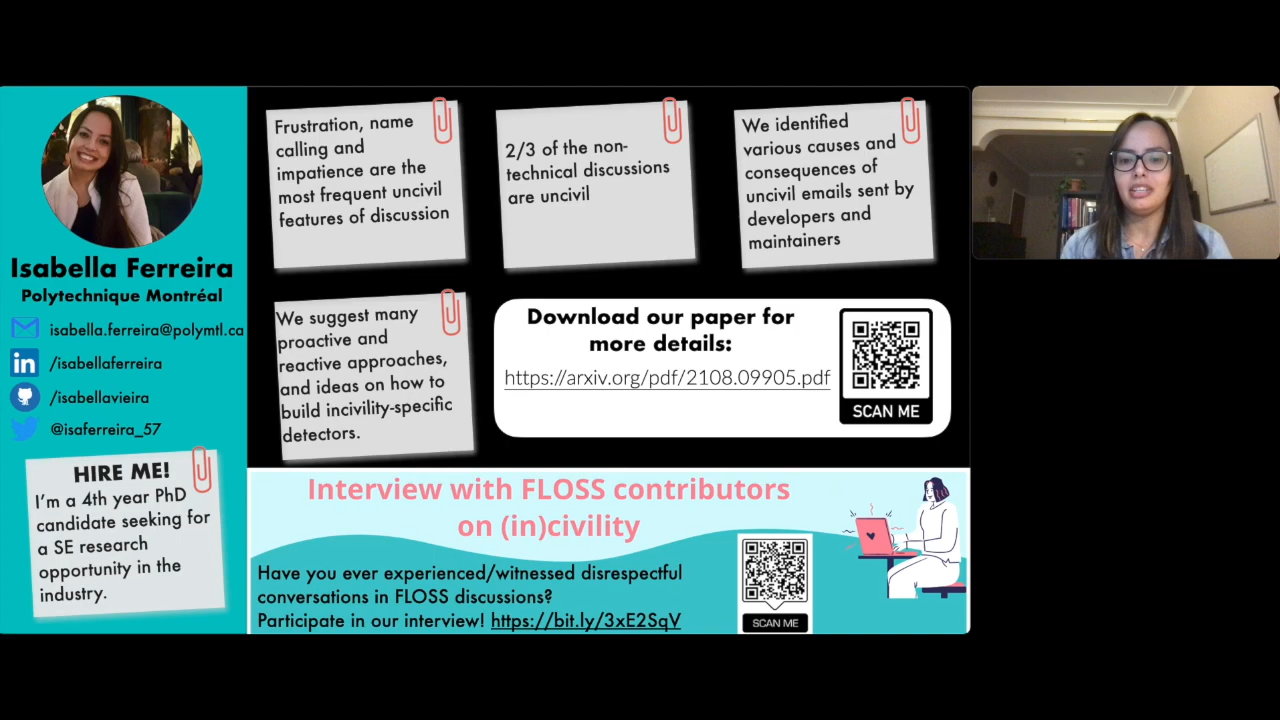 Isabella Ferreira
Polytechnique Montréal
isabella.ferreira@polymtl.ca
in /isabellaferreira
/isabellavieira
@isaferreira_57
HIRE ME!
I'm a 4th year PhD
candidate seeking for
a SE research
opportunity in the
industry.
Frustration, name
calling and
impatience are the
most frequent uncivil
features of discussion
2/3 of the non-
technical discussions
are uncivil
We identified
various causes and
consequences of
uncivil emails sent by
developers and
maintainers
We suggest many
proactive and
reactive approaches,
and ideas on how to
build incivility-specific
detectors.
Download our paper for
more details:
https://arxiv.org/pdf/2108.09905.pdf
SCAN ME
Interview with FLOSS contributors
on (in)civility
Have you ever experienced/witnessed disrespectful
conversations in FLOSS discussions?
Participate in our interview! https://bit.ly/3xE2SqV
SCAN ME